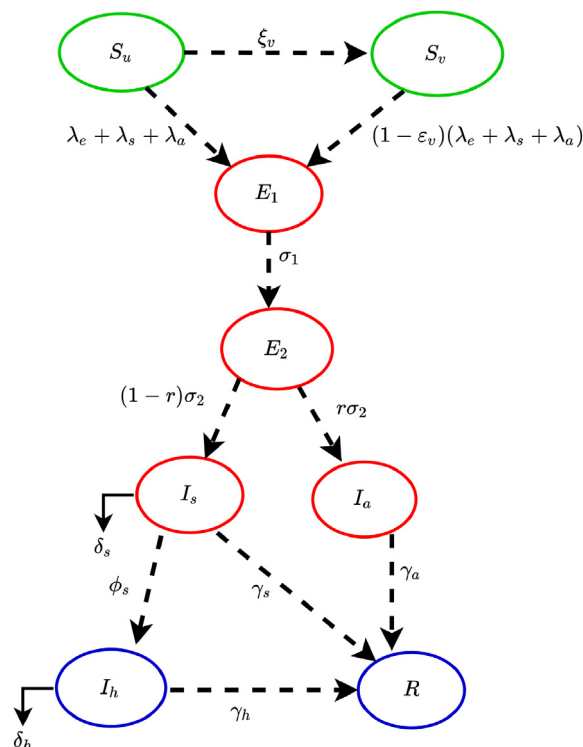 S_u
ξ_v
S_v
λ_e + λ_s + λ_a
(1 − ε_v)(λ_e + λ_s + λ_a)
E_1
σ_1
E_2
(1 − r)σ_2
rσ_2
I_s
I_a
δ_s
ϕ_s
γ_s
γ_a
I_h
γ_h
R
δ_h